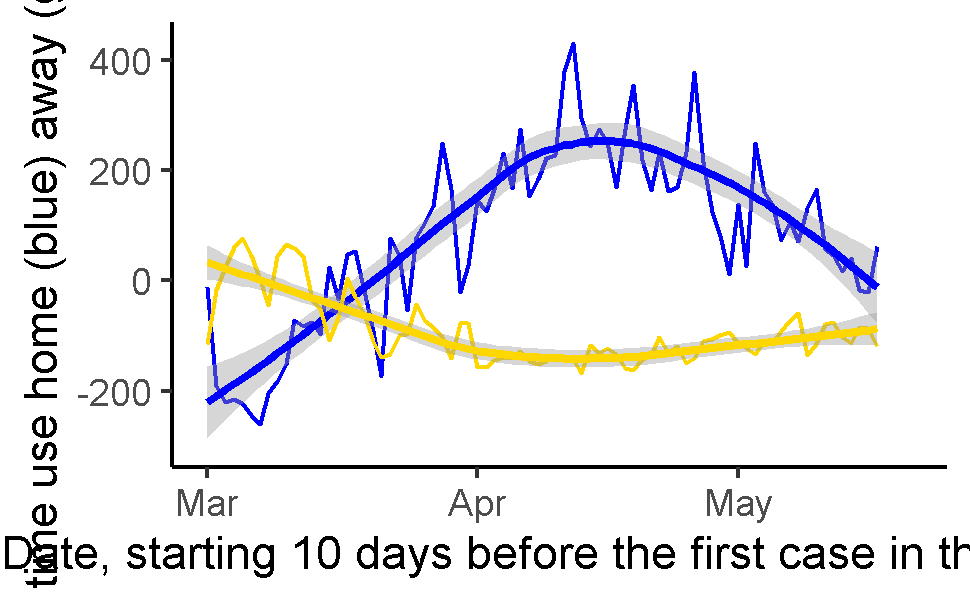 time use home (blue) away (
400
200
0
-200
Mar Apr May
Date, starting 10 days before the first case in th